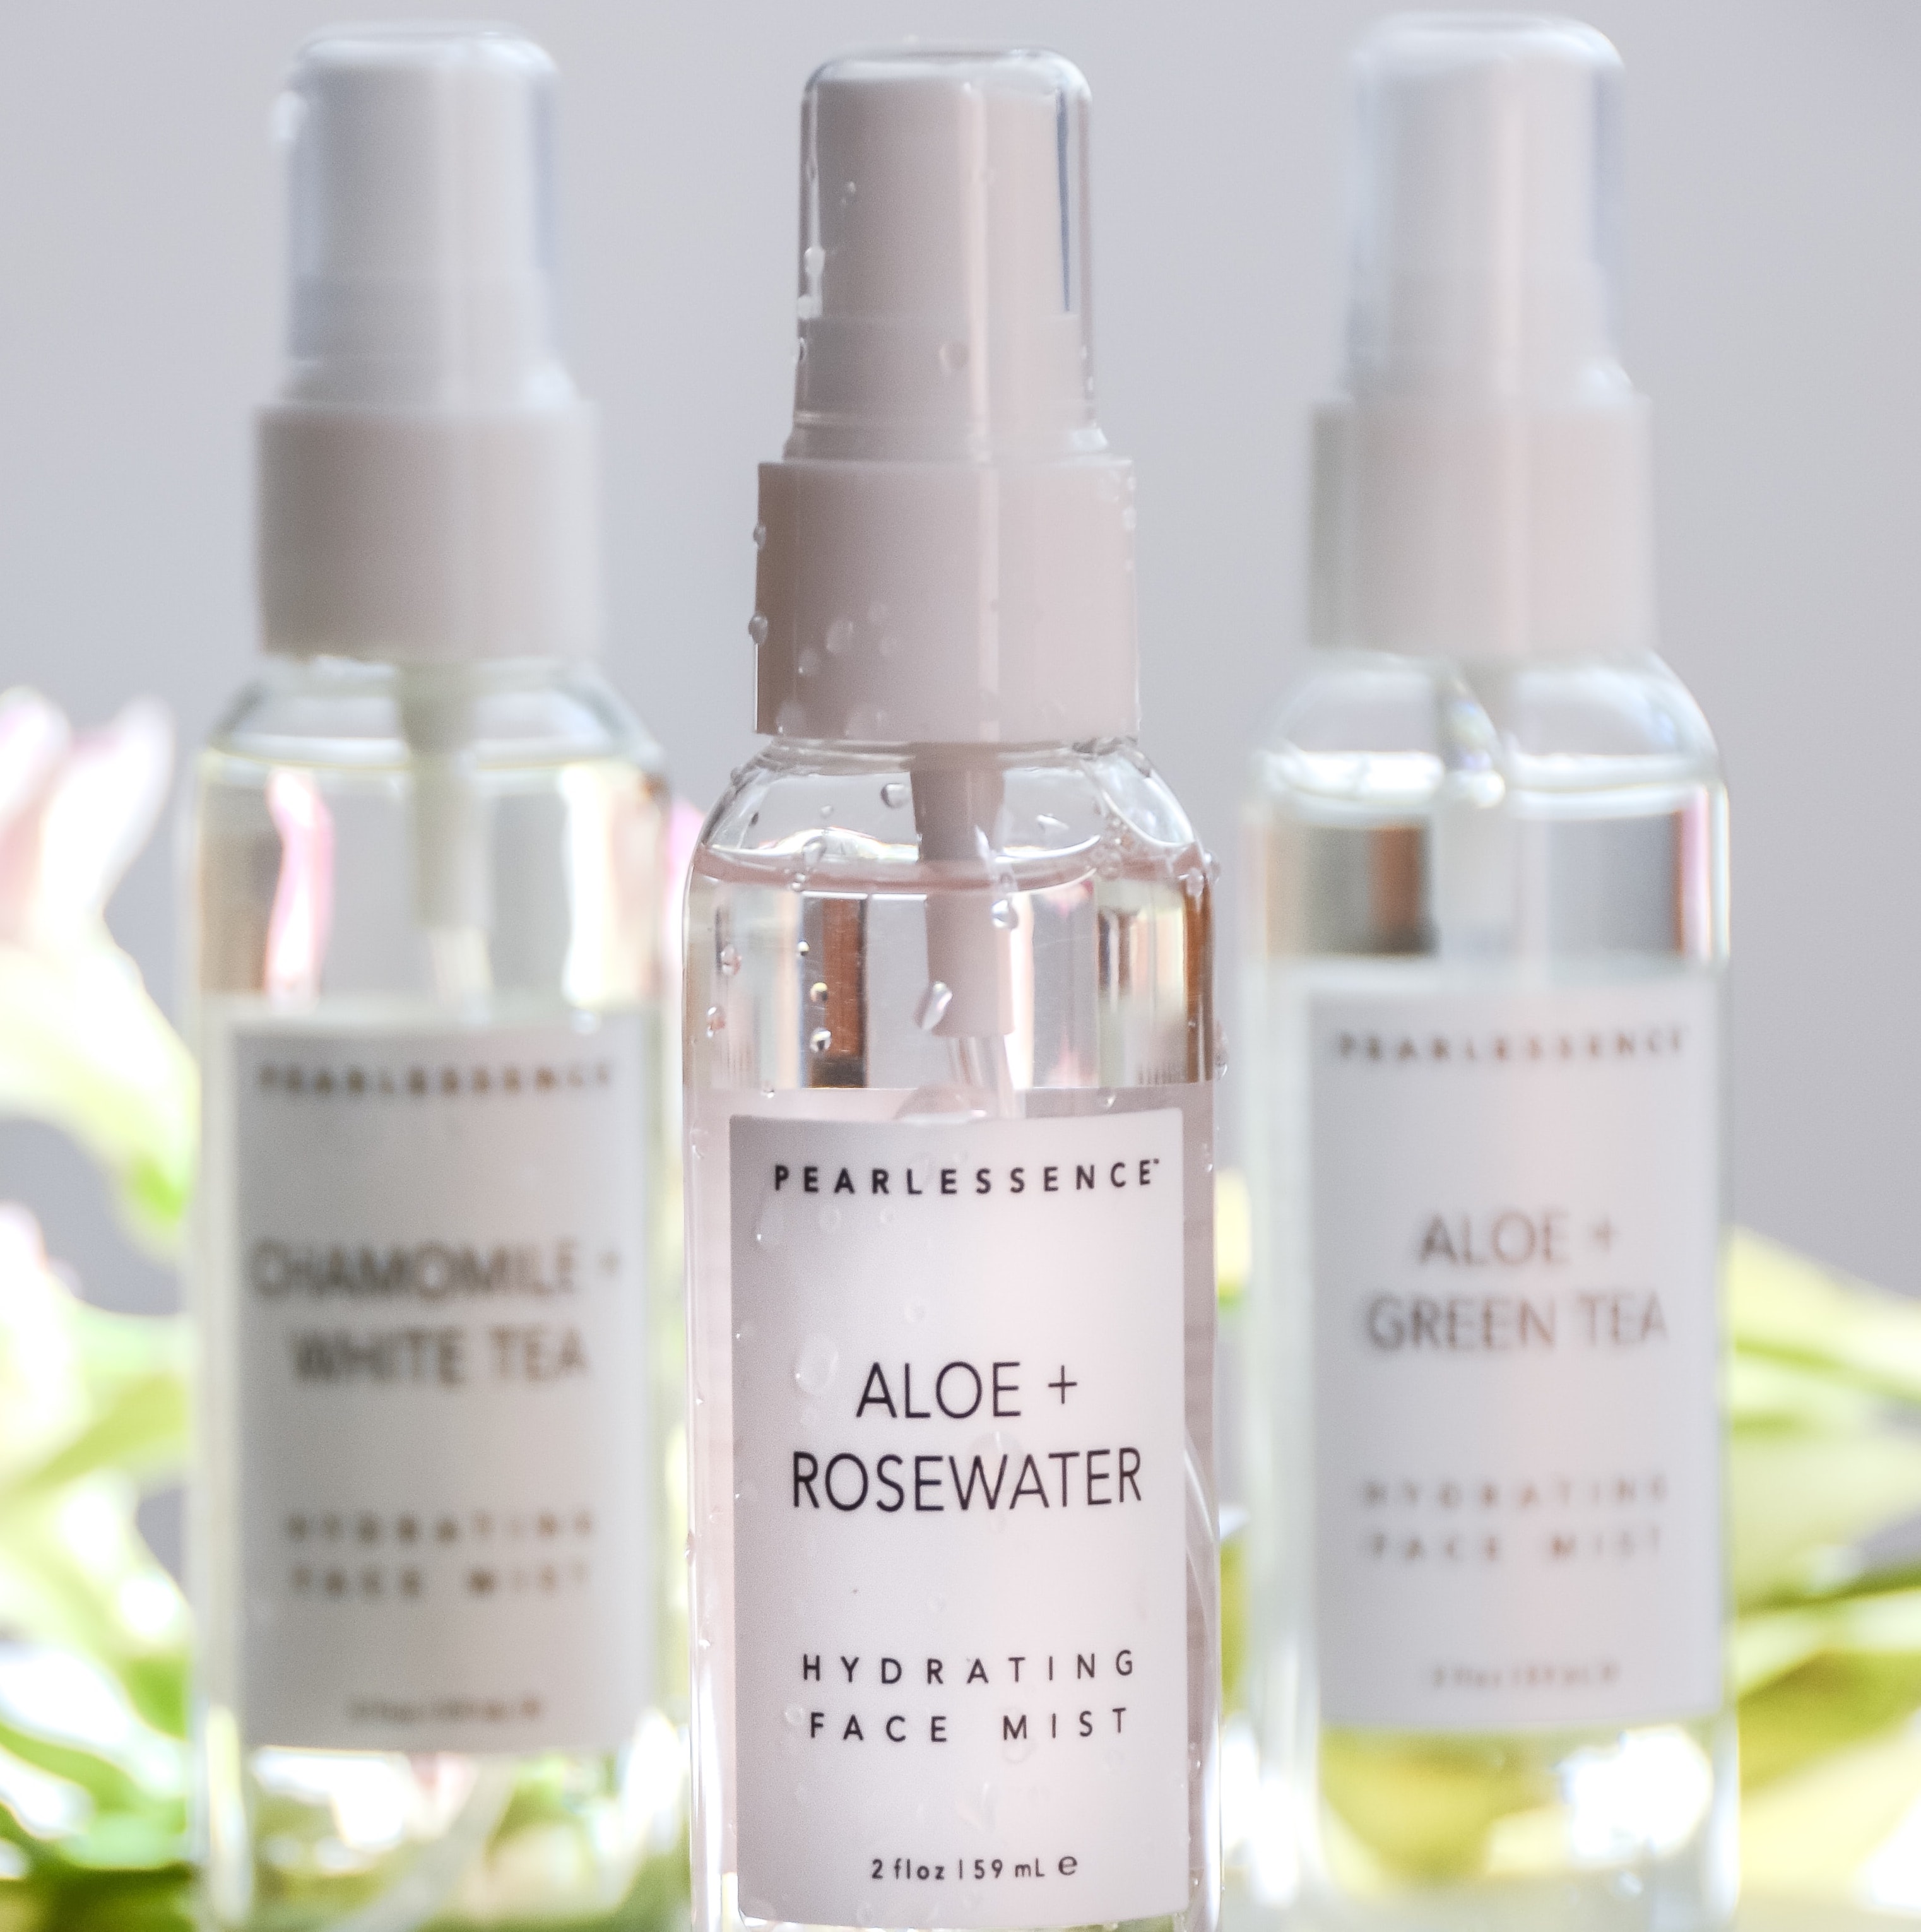 PEARLESSENCE
CHAMOMILE +
WHITE TEA
HYDRATING
FACE MIST
PEARLESSENCE™
ALOE +
ROSEWATER
HYDRATING
FACE MIST
2 fl oz | 59 mL ℮
PEARLESSENCE
ALOE +
GREEN TEA
HYDRATING
FACE MIST